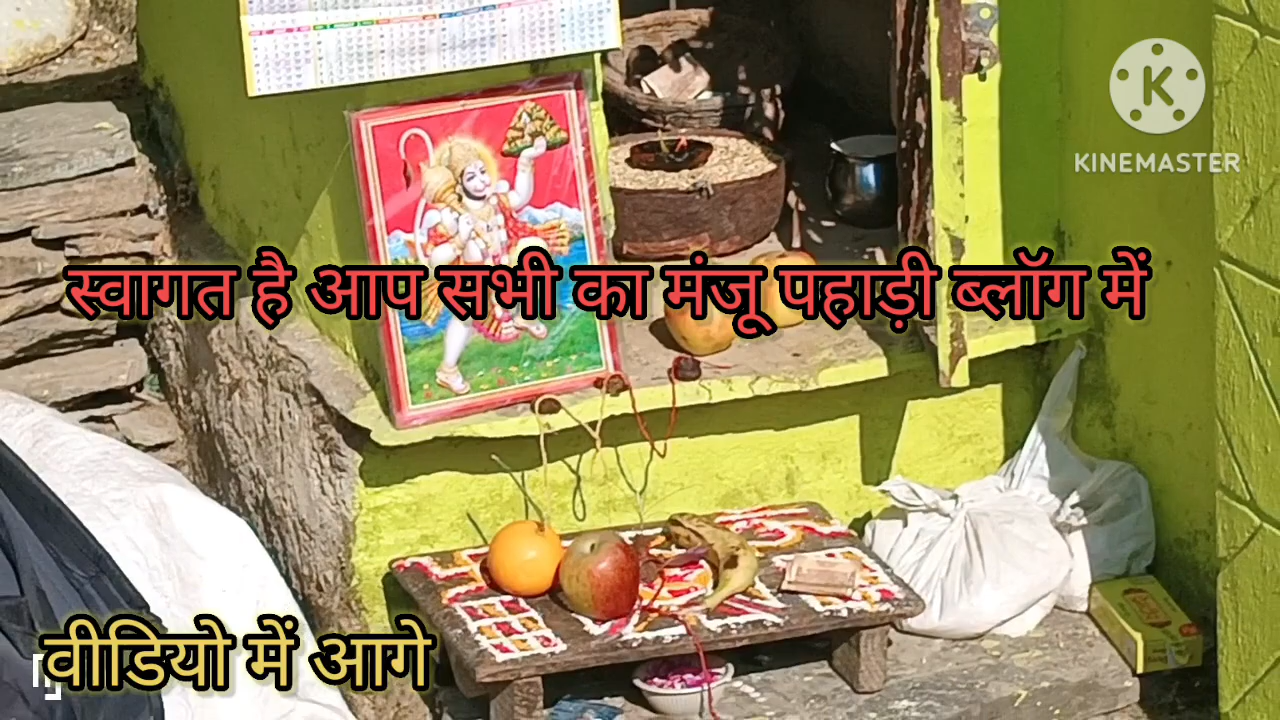 KINEMASTER
स्वागत है आप सभी का मंजू पहाड़ी ब्लॉग में
वीडियो में आगे